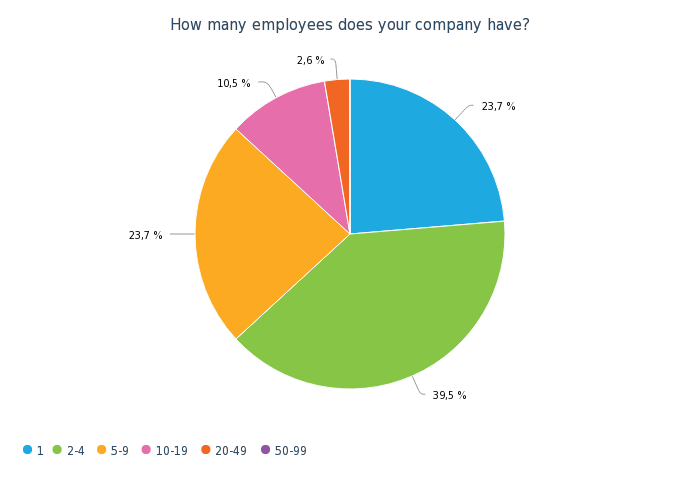 How many employees does your company have?
2,6 %
10,5 %
23,7 %
23,7 %
39,5 %
1 2-4 5-9 10-19 20-49 50-99